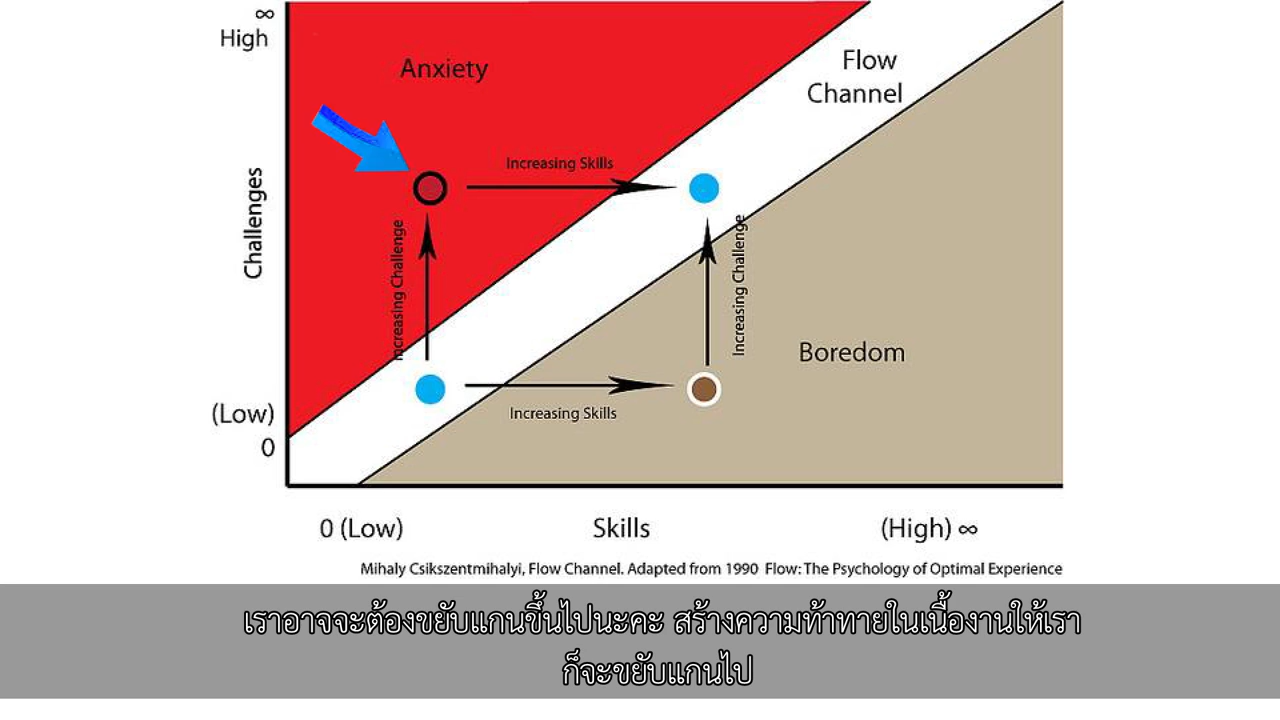 ∞
High
Anxiety
Flow
Channel
Increasing Skills
Challenges
Increasing Challenge
Increasing Challenge
Boredom
(Low)
0
Increasing Skills
0 (Low)
Skills
(High) ∞
Mihaly Csikszentmihalyi, Flow Channel. Adapted from 1990 Flow: The Psychology of Optimal Experience
เราอาจจะต้องขยับแกนขึ้นไปนะคะ สร้างความท้าทายในเนื้องานให้เรา
ก็จะขยับแกนไป